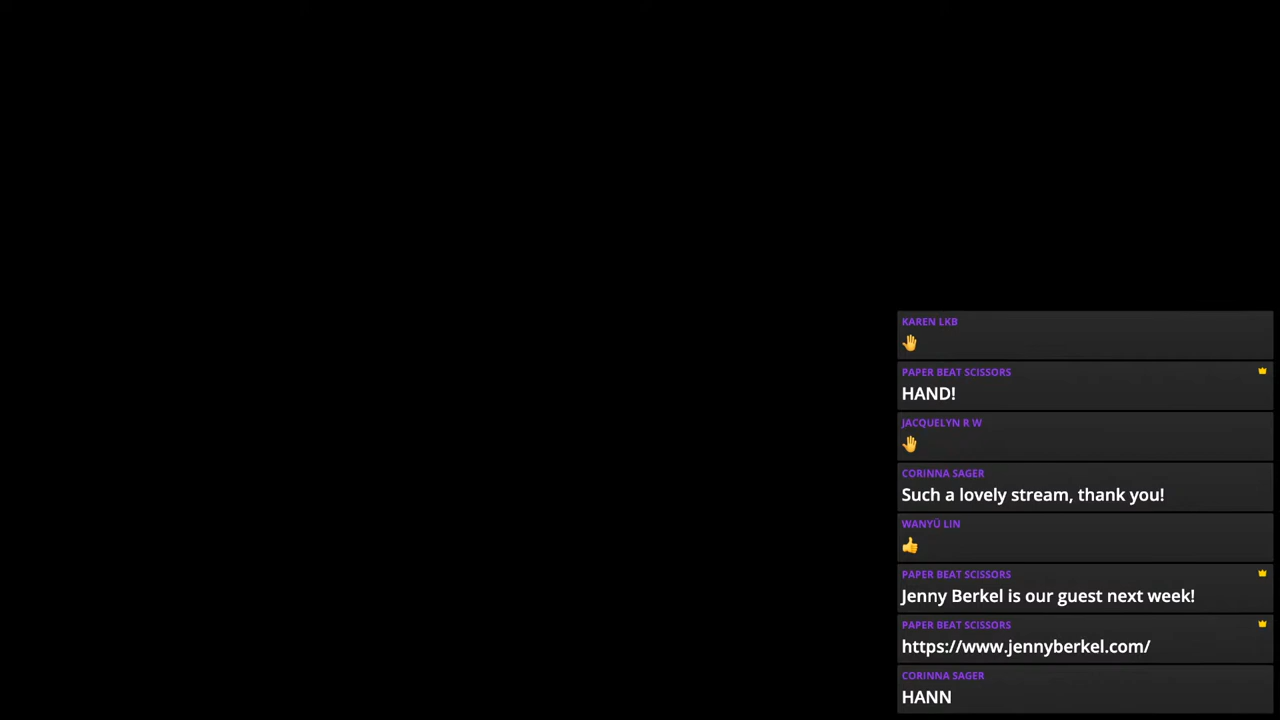 KAREN LKB
🤚
PAPER BEAT SCISSORS
HAND!
JACQUELYN R W
🤚
CORINNA SAGER
Such a lovely stream, thank you!
WANYÜ LIN
👍
PAPER BEAT SCISSORS
Jenny Berkel is our guest next week!
PAPER BEAT SCISSORS
https://www.jennyberkel.com/
CORINNA SAGER
HANN